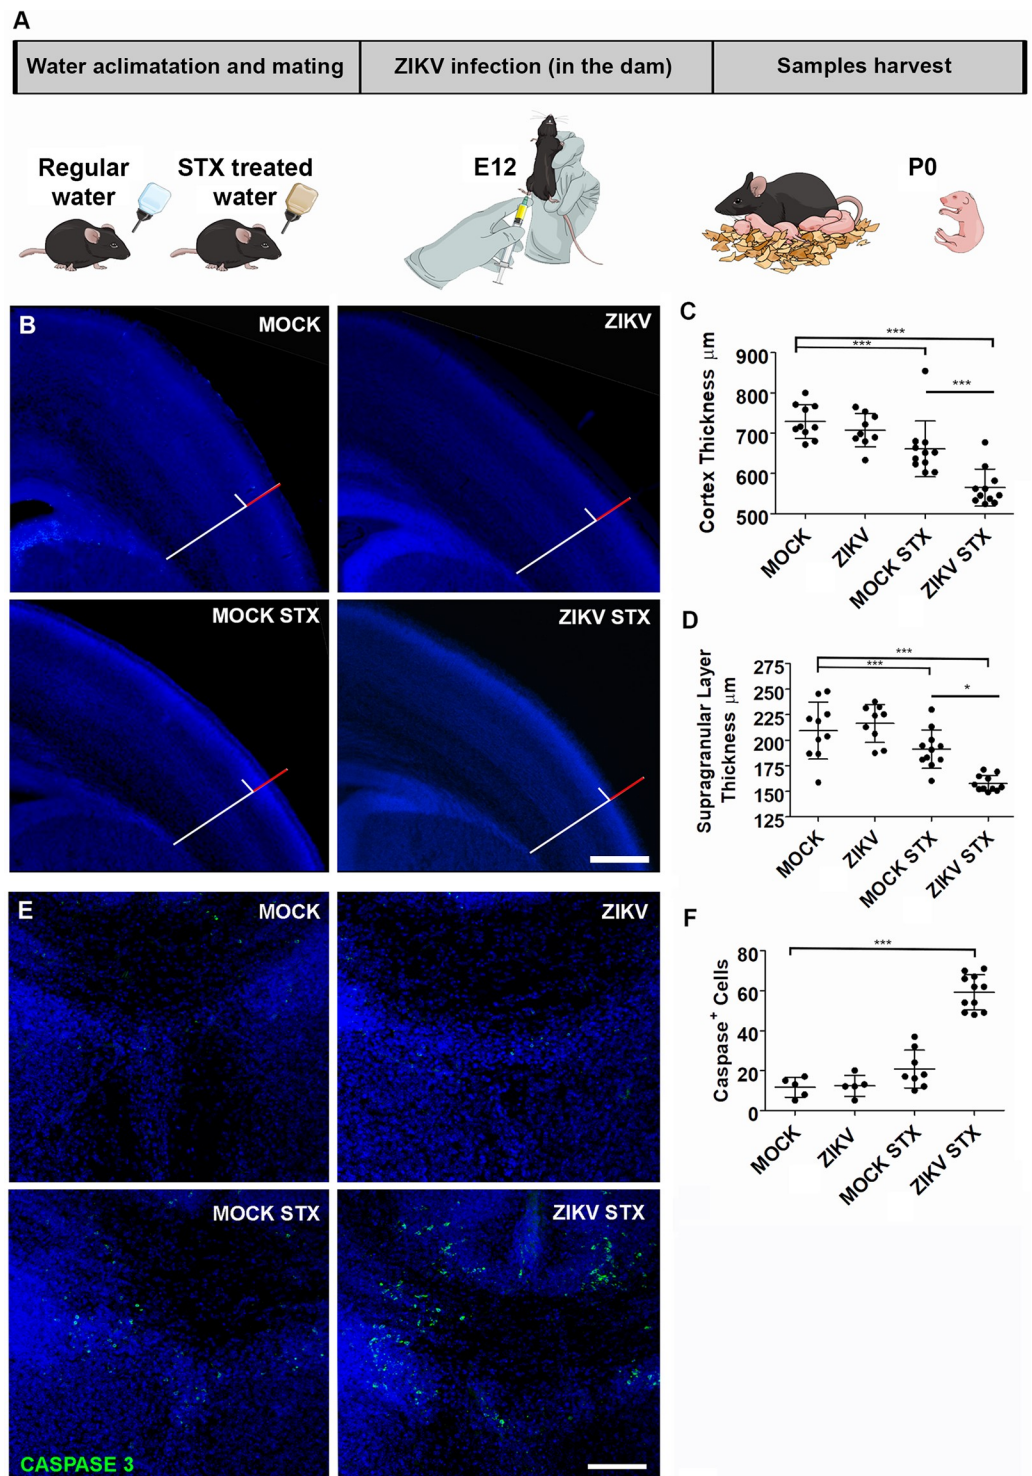 A
Water aclimatation and mating
ZIKV infection (in the dam)
Samples harvest
Regular
water
STX treated
water
E12
P0
B
MOCK
ZIKV
MOCK STX
ZIKV STX
C
Cortex Thickness μm
900
800
700
600
500
***
***
***
MOCK
ZIKV
MOCK STX
ZIKV STX
D
Supragranular Layer
Thickness μm
275
250
225
200
175
150
125
***
***
*
MOCK
ZIKV
MOCK STX
ZIKV STX
E
MOCK
ZIKV
MOCK STX
ZIKV STX
CASPASE 3
F
Caspase+ Cells
80
60
40
20
0
***
MOCK
ZIKV
MOCK STX
ZIKV STX